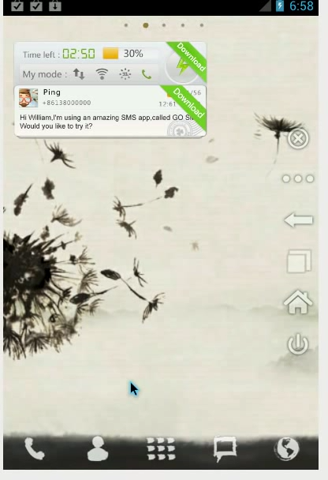 6:58
Time left : 02:50 30%
Download
My mode :
Ping
+86138000000
Download
Hi William,I'm using an amazing SMS app,called GO
Would you like to try it?